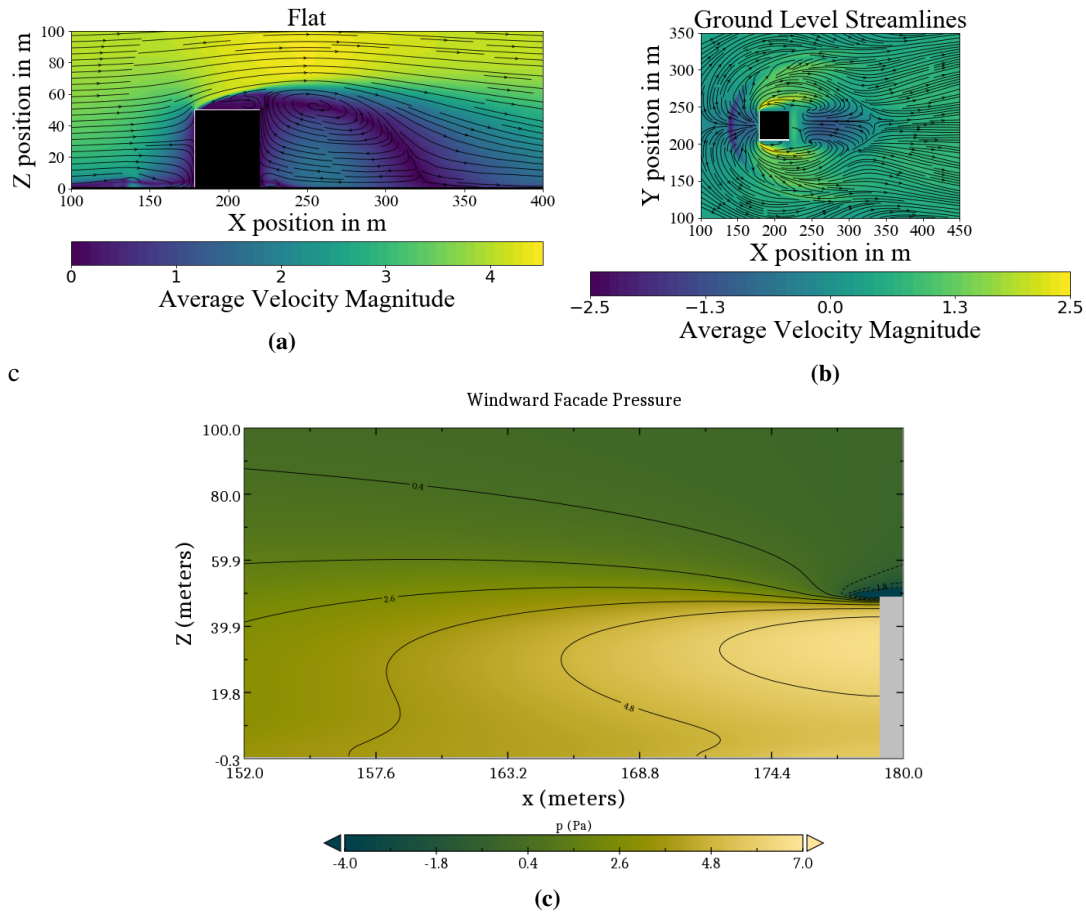 Flat
Z position in m
100
80
60
40
20
0
100 150 200 250 300 350 400
X position in m
0 1 2 3 4
Average Velocity Magnitude
(a)
Ground Level Streamlines
Y position in m
350
300
250
200
150
100
100 150 200 250 300 350 400 450
X position in m
−2.5 −1.3 0.0 1.3 2.5
Average Velocity Magnitude
(b)
c
Windward Facade Pressure
Z (meters)
100.0
80.0
59.9
39.9
19.8
-0.3
0.4
2.6
4.8
-1.8
152.0 157.6 163.2 168.8 174.4 180.0
x (meters)
p (Pa)
-4.0 -1.8 0.4 2.6 4.8 7.0
(c)